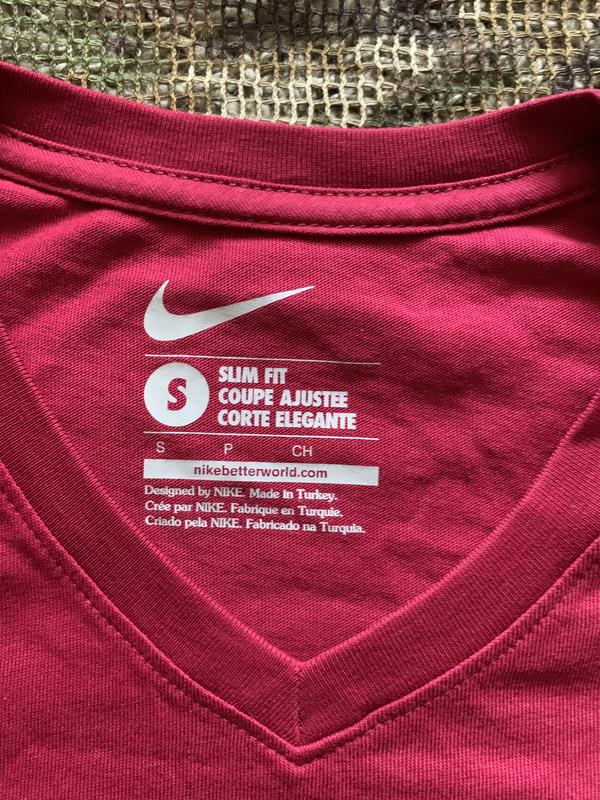 S
SLIM FIT
COUPE AJUSTEE
CORTE ELEGANTE
S P CH
nikebetterworld.com
Designed by NIKE. Made in Turkey.
Crée par NIKE. Fabrique en Turquie.
Criado pela NIKE. Fabricado na Turquia.